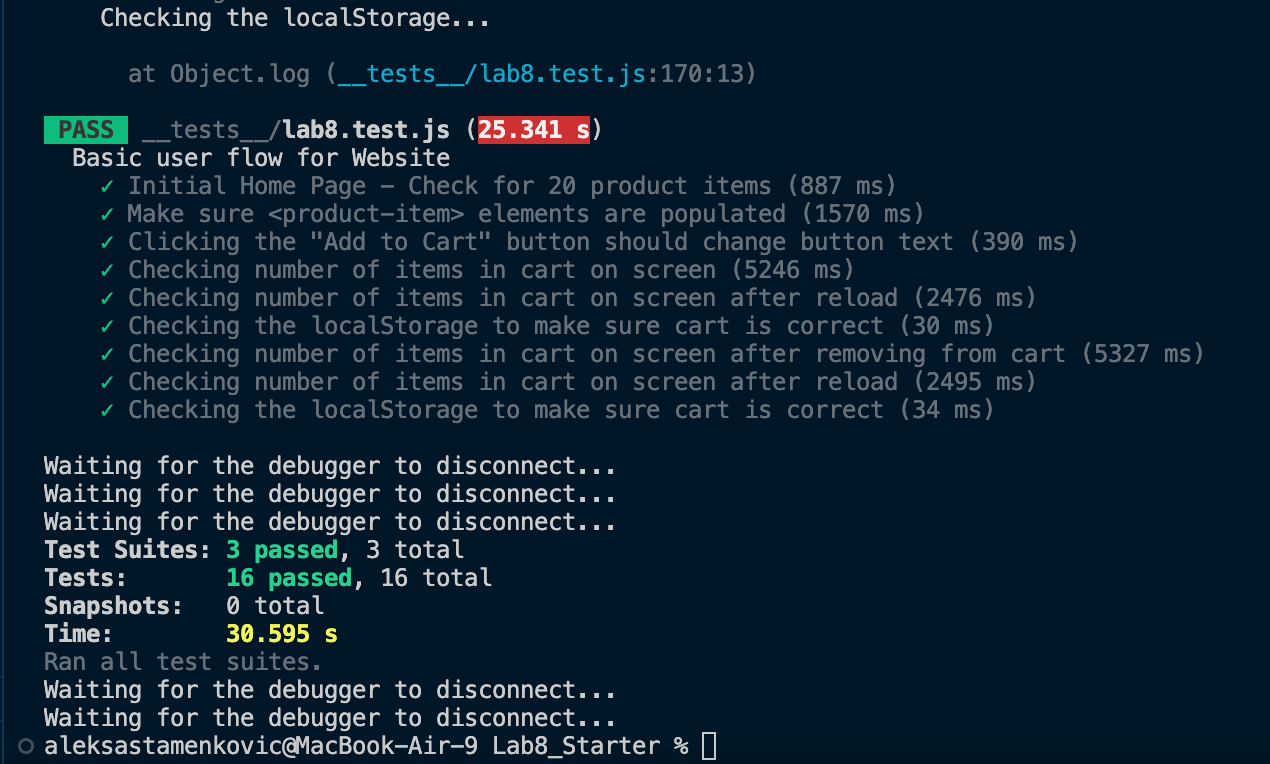 Checking the localStorage...
at Object.log (__tests__/lab8.test.js:170:13)
PASS __tests__/lab8.test.js (25.341 s)
Basic user flow for Website
✓ Initial Home Page – Check for 20 product items (887 ms)
✓ Make sure <product-item> elements are populated (1570 ms)
✓ Clicking the "Add to Cart" button should change button text (390 ms)
✓ Checking number of items in cart on screen (5246 ms)
✓ Checking number of items in cart on screen after reload (2476 ms)
✓ Checking the localStorage to make sure cart is correct (30 ms)
✓ Checking number of items in cart on screen after removing from cart (5327 ms)
✓ Checking number of items in cart on screen after reload (2495 ms)
✓ Checking the localStorage to make sure cart is correct (34 ms)
Waiting for the debugger to disconnect...
Waiting for the debugger to disconnect...
Waiting for the debugger to disconnect...
Test Suites: 3 passed, 3 total
Tests: 16 passed, 16 total
Snapshots: 0 total
Time: 30.595 s
Ran all test suites.
Waiting for the debugger to disconnect...
Waiting for the debugger to disconnect...
aleksastamenkovic@MacBook-Air-9 Lab8_Starter %